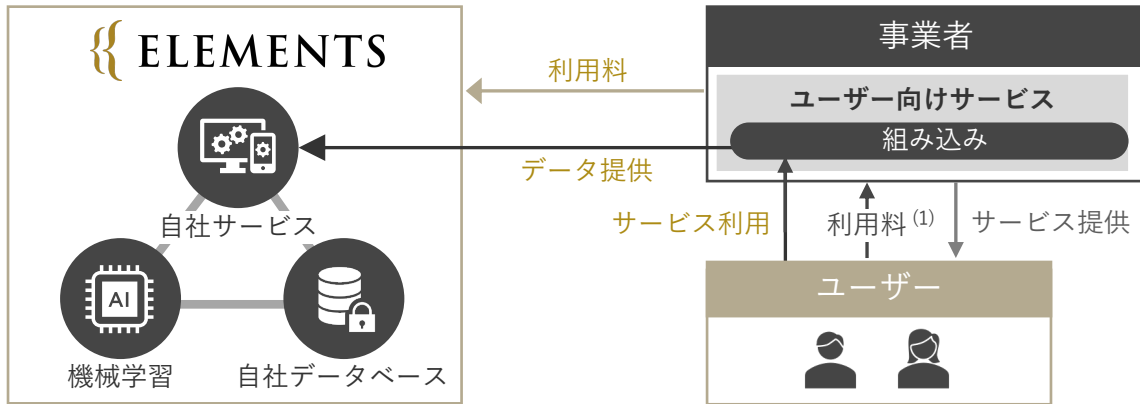 ELEMENTS
自社サービス
AI
機械学習
自社データベース
利用料
データ提供
事業者
ユーザー向けサービス
組み込み
サービス利用
利用料 (1)
サービス提供
ユーザー